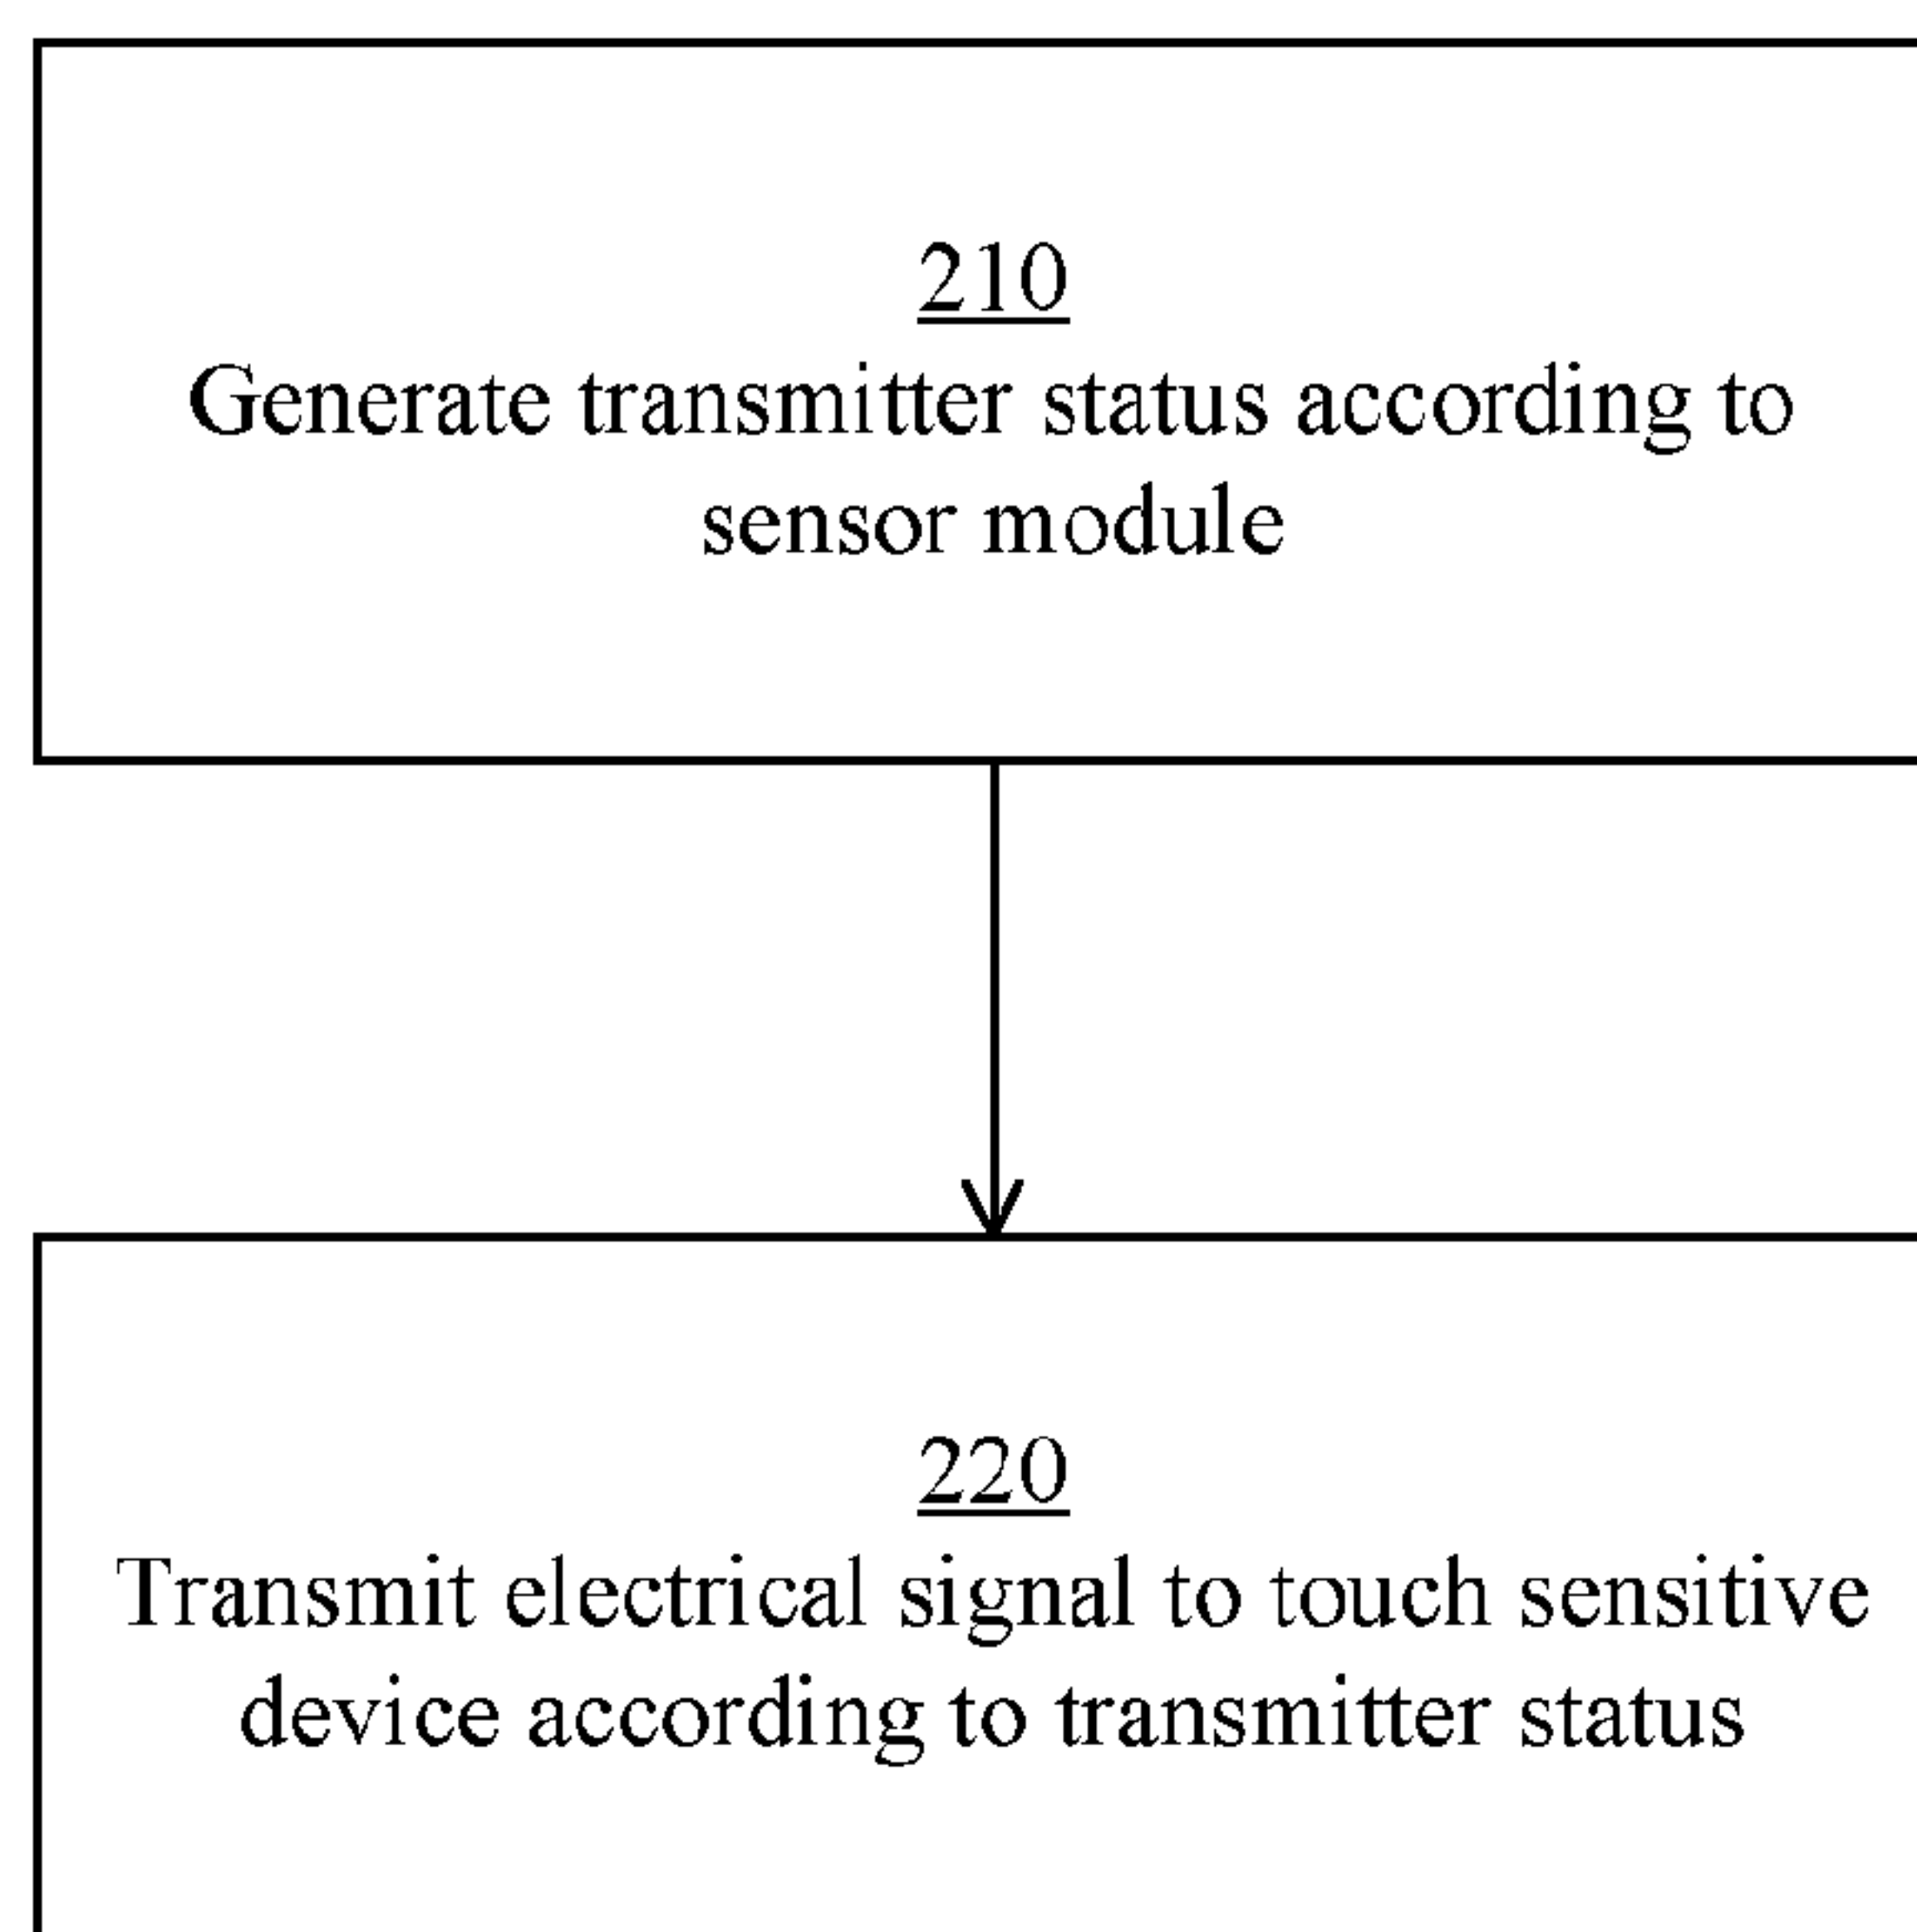 210
Generate transmitter status according to
sensor module
220
Transmit electrical signal to touch sensitive
device according to transmitter status